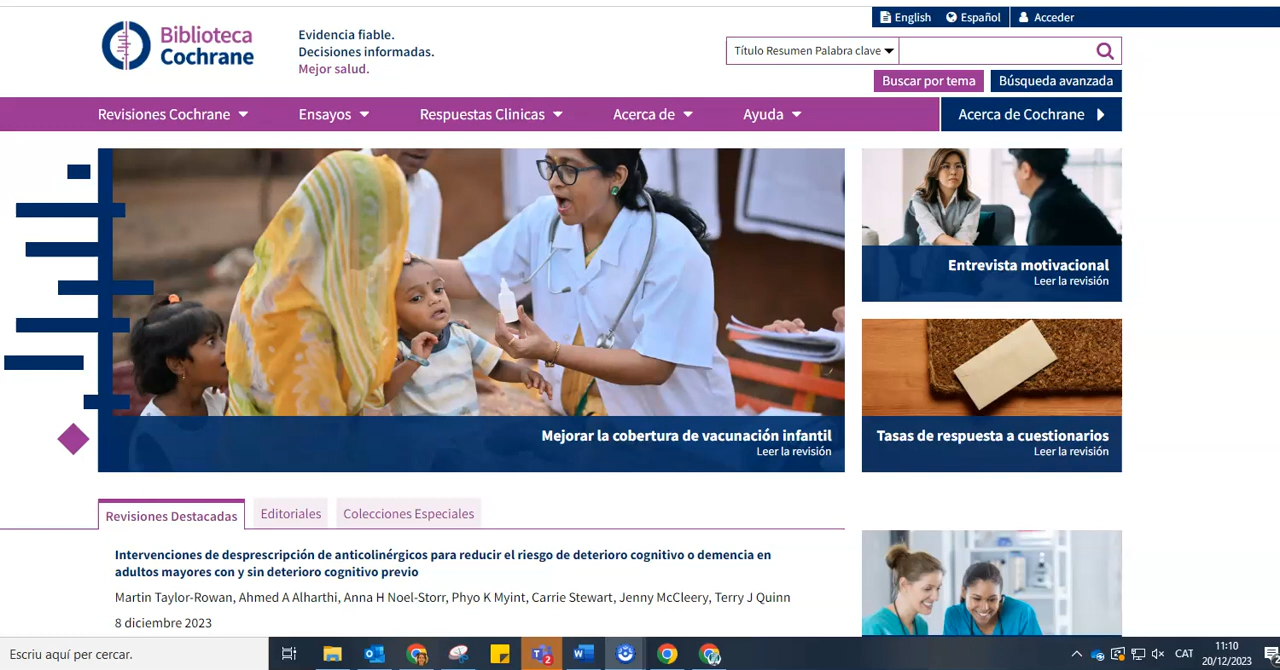 English
Español
Acceder
Biblioteca
Cochrane
Evidencia fiable.
Decisiones informadas.
Mejor salud.
Título Resumen Palabra clave
Buscar por tema
Búsqueda avanzada
Revisiones Cochrane
Ensayos
Respuestas Clínicas
Acerca de
Ayuda
Acerca de Cochrane
Mejorar la cobertura de vacunación infantil
Leer la revisión
Entrevista motivacional
Leer la revisión
Tasas de respuesta a cuestionarios
Leer la revisión
Revisiones Destacadas
Editoriales
Colecciones Especiales
Intervenciones de desprescripción de anticolinérgicos para reducir el riesgo de deterioro cognitivo o demencia en
adultos mayores con y sin deterioro cognitivo previo
Martin Taylor-Rowan, Ahmed A Alharthi, Anna H Noel-Storr, Phyo K Myint, Carrie Stewart, Jenny McCleery, Terry J Quinn
8 diciembre 2023
Escriu aquí per cercar.
2
CAT
11:10
20/12/2023
2